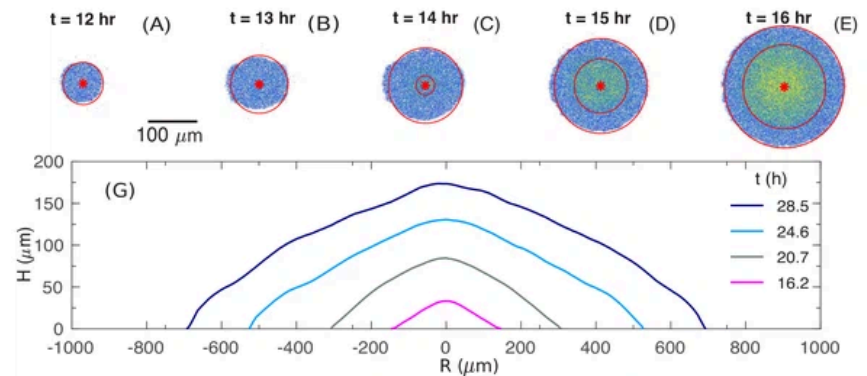 t = 12 hr (A) t = 13 hr (B) t = 14 hr (C) t = 15 hr (D) t = 16 hr (E)
100 μm
200
150
100
50
0
H (μm)
(G)
t (h)
28.5
24.6
20.7
16.2
-1000 -800 -600 -400 -200 0 200 400 600 800 1000
R (μm)